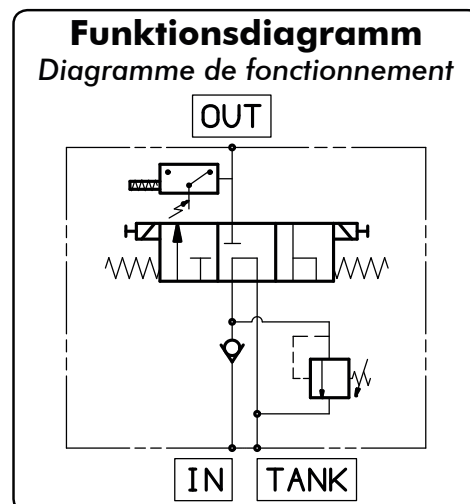 Funktionsdiagramm
Diagramme de fonctionnement
OUT
IN
TANK